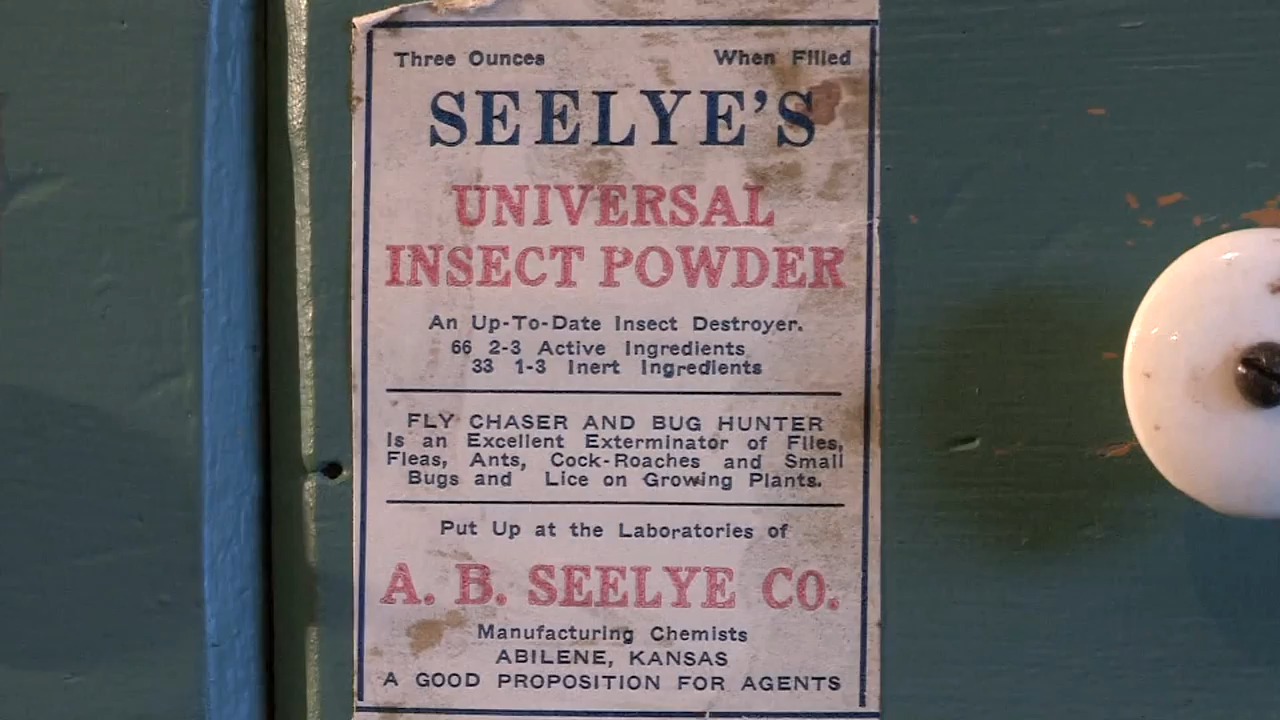 Three Ounces When Filled
SEELYE'S
UNIVERSAL
INSECT POWDER
An Up-To-Date Insect Destroyer.
66 2-3 Active Ingredients
33 1-3 Inert Ingredients
FLY CHASER AND BUG HUNTER
Is an Excellent Exterminator of Flies,
Fleas, Ants, Cock-Roaches and Small
Bugs and Lice on Growing Plants.
Put Up at the Laboratories of
A. B. SEELYE CO.
Manufacturing Chemists
ABILENE, KANSAS
A GOOD PROPOSITION FOR AGENTS